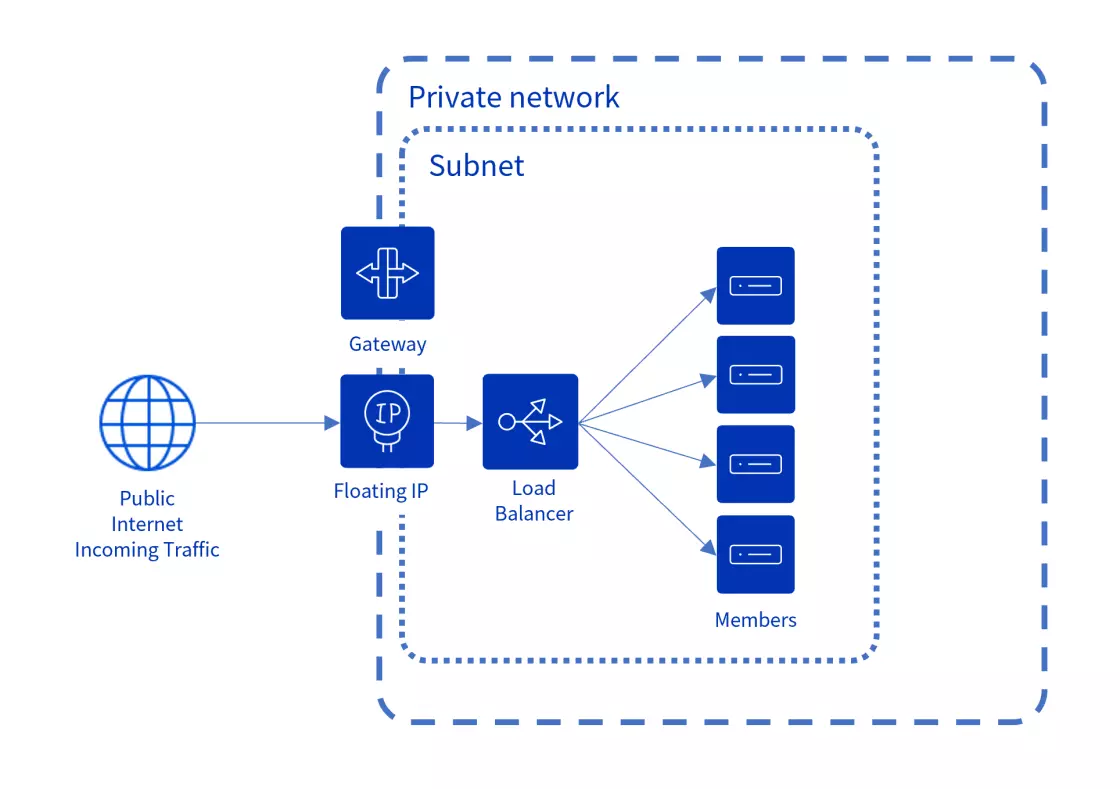 Private network
Subnet
Gateway
IP
Floating IP
Load
Balancer
Public
Internet
Incoming Traffic
Members